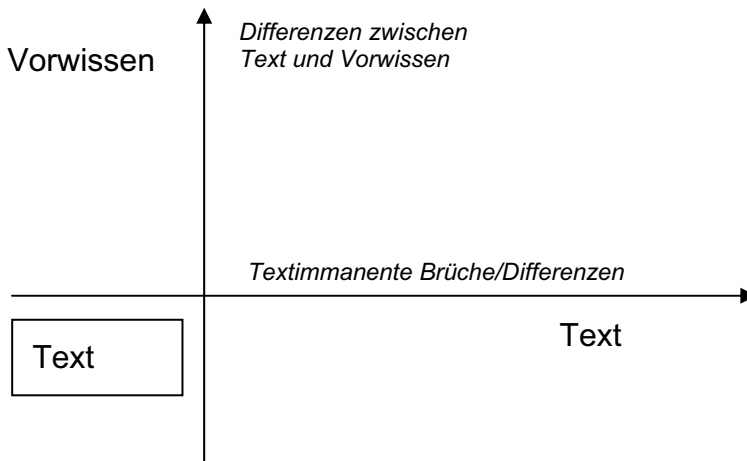 Differenzen zwischen
Text und Vorwissen
Vorwissen
Textimmanente Brüche/Differenzen
Text
Text